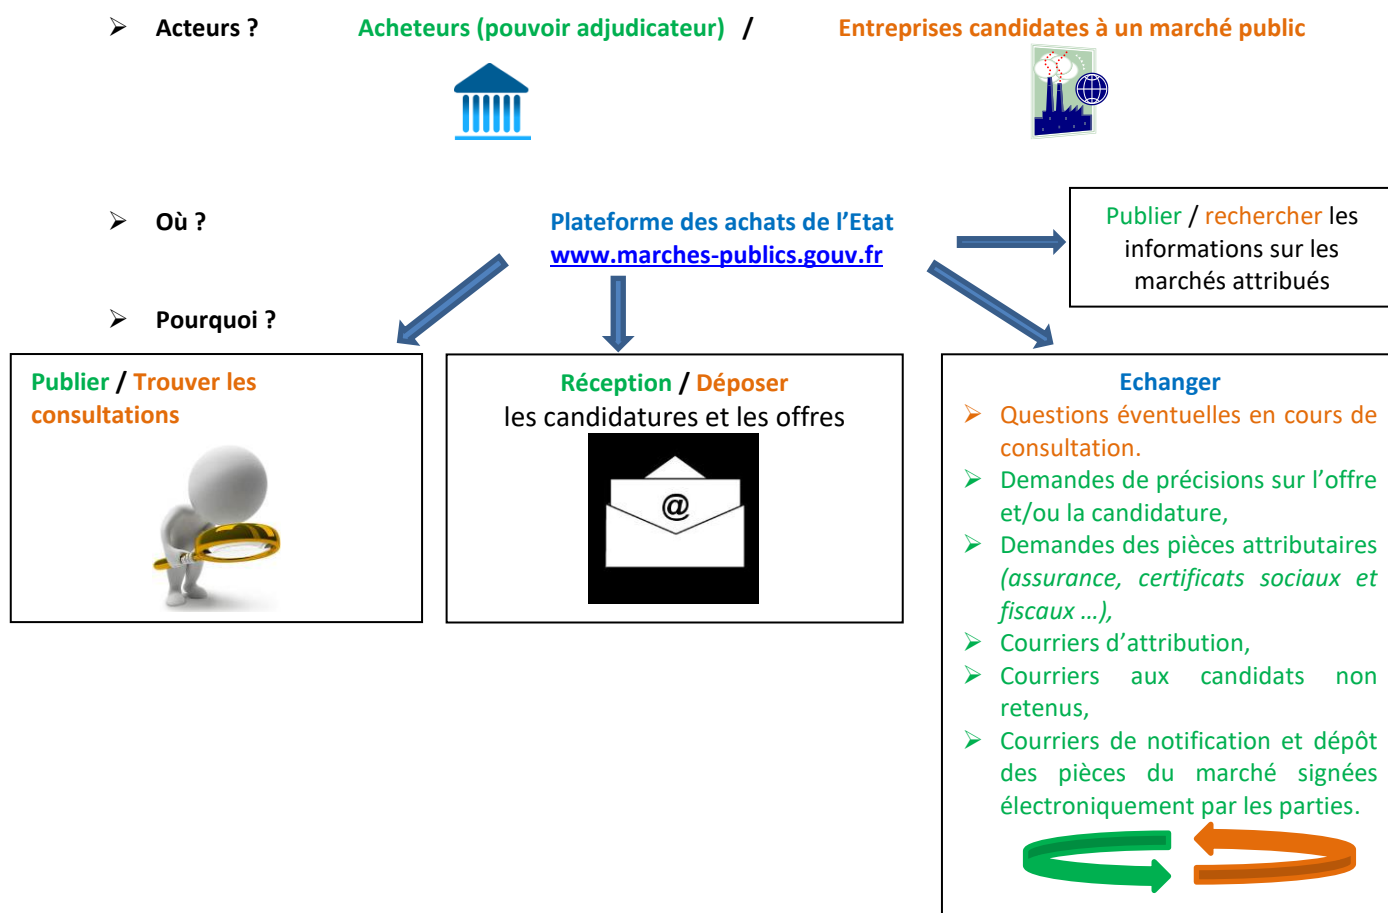 ➢ Acteurs ? Acheteurs (pouvoir adjudicateur) / Entreprises candidates à un marché public
➢ Où ? Plateforme des achats de l’Etat
www.marches-publics.gouv.fr
Publier / rechercher les
informations sur les
marchés attribués
➢ Pourquoi ?
Publier / Trouver les
consultations
Réception / Déposer
les candidatures et les offres
@
Echanger
➢ Questions éventuelles en cours de
consultation.
➢ Demandes de précisions sur l’offre
et/ou la candidature,
➢ Demandes des pièces attributaires
(assurance, certificats sociaux et
fiscaux …),
➢ Courriers d’attribution,
➢ Courriers aux candidats non
retenus,
➢ Courriers de notification et dépôt
des pièces du marché signées
électroniquement par les parties.